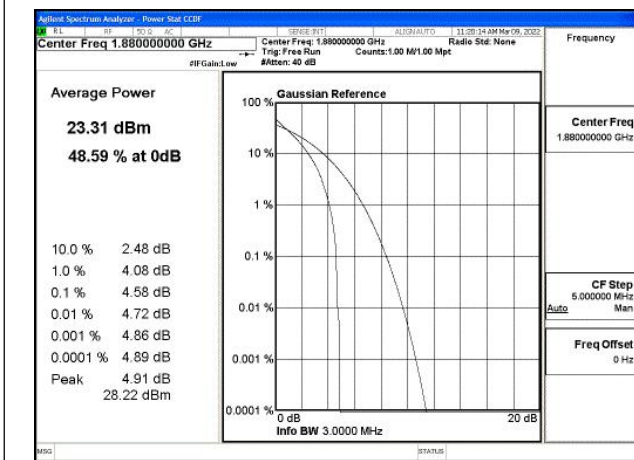 Agilent Spectrum Analyzer - Power Stat CCDF
RL RF 50 Ω AC SENSE:INT ALIGN AUTO 11:20:14 AM Mar 09, 2022
Center Freq 1.880000000 GHz
Center Freq: 1.880000000 GHz Radio Std: None
Trig: Free Run Counts:1.00 M/1.00 Mpt
#IFGain:Low #Atten: 40 dB
Frequency
Average Power
23.31 dBm
48.59 % at 0dB
10.0 % 2.48 dB
1.0 % 4.08 dB
0.1 % 4.58 dB
0.01 % 4.72 dB
0.001 % 4.86 dB
0.0001 % 4.89 dB
Peak 4.91 dB
28.22 dBm
Gaussian Reference
100 %
10 %
1 %
0.1 %
0.01 %
0.001 %
0.0001 %
0 dB 20 dB
Info BW 3.0000 MHz
Center Freq
1.880000000 GHz
CF Step
5.000000 MHz
Auto Man
Freq Offset
0 Hz
MSG STATUS